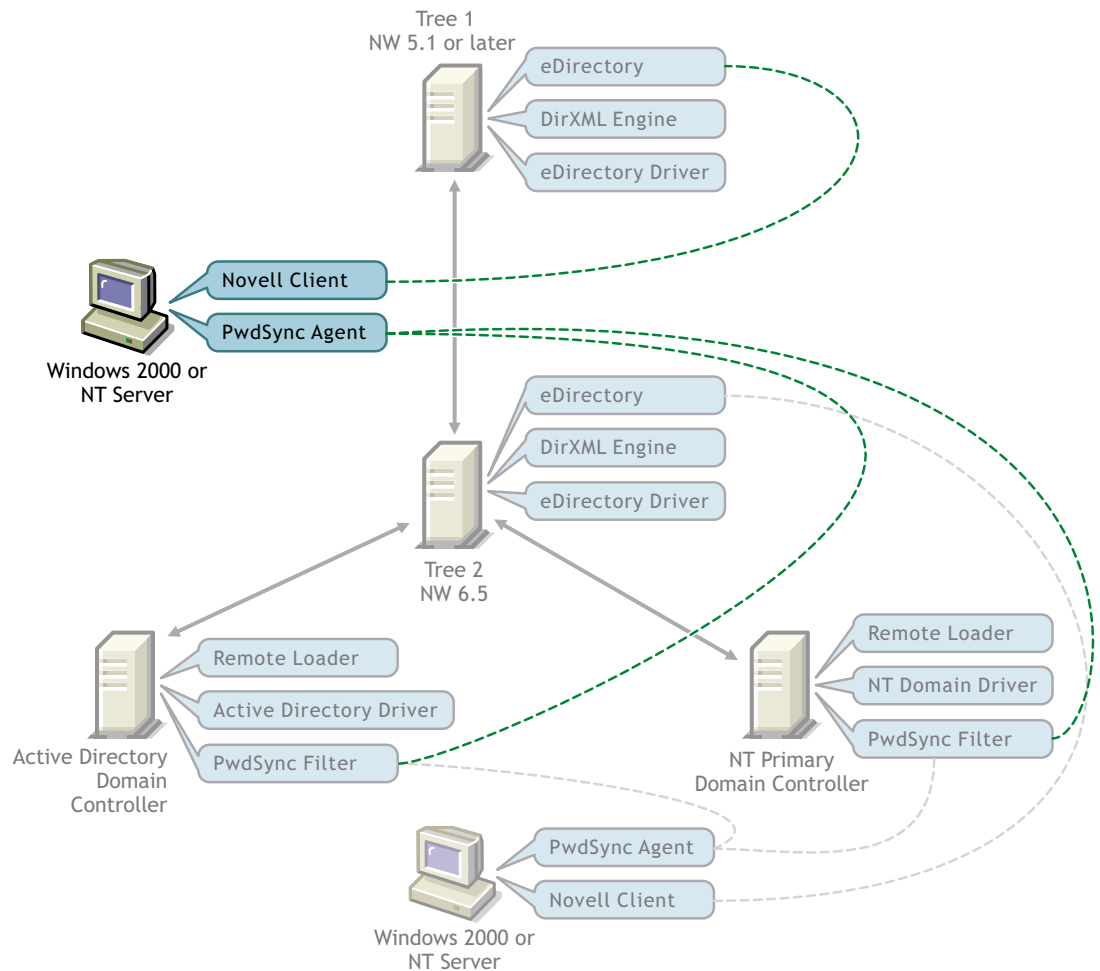 Tree 1
NW 5.1 or later
eDirectory
DirXML Engine
eDirectory Driver
Novell Client
PwdSync Agent
Windows 2000 or
NT Server
eDirectory
DirXML Engine
eDirectory Driver
Tree 2
NW 6.5
Remote Loader
Active Directory Driver
PwdSync Filter
Active Directory
Domain
Controller
Remote Loader
NT Domain Driver
PwdSync Filter
NT Primary
Domain Controller
PwdSync Agent
Novell Client
Windows 2000 or
NT Server